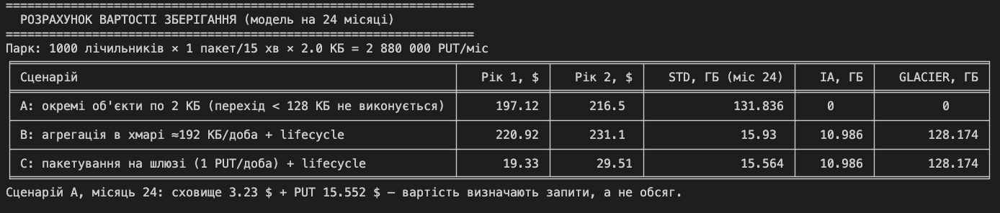 РОЗРАХУНОК ВАРТОСТІ ЗБЕРІГАННЯ (модель на 24 місяці)
Парк: 1000 лічильників × 1 пакет/15 хв × 2.0 КБ = 2 880 000 PUT/міс
Сценарій Рік 1, $ Рік 2, $ STD, ГБ (міс 24) IA, ГБ GLACIER, ГБ
A: окремі об'єкти по 2 КБ (перехід < 128 КБ не виконується) 197.12 216.5 131.836 0 0
B: агрегація в хмарі ≈192 КБ/доба + lifecycle 220.92 231.1 15.93 10.986 128.174
C: пакетування на шлюзі (1 PUT/доба) + lifecycle 19.33 29.51 15.564 10.986 128.174
Сценарій A, місяць 24: сховище 3.23 $ + PUT 15.552 $ — вартість визначають запити, а не обсяг.